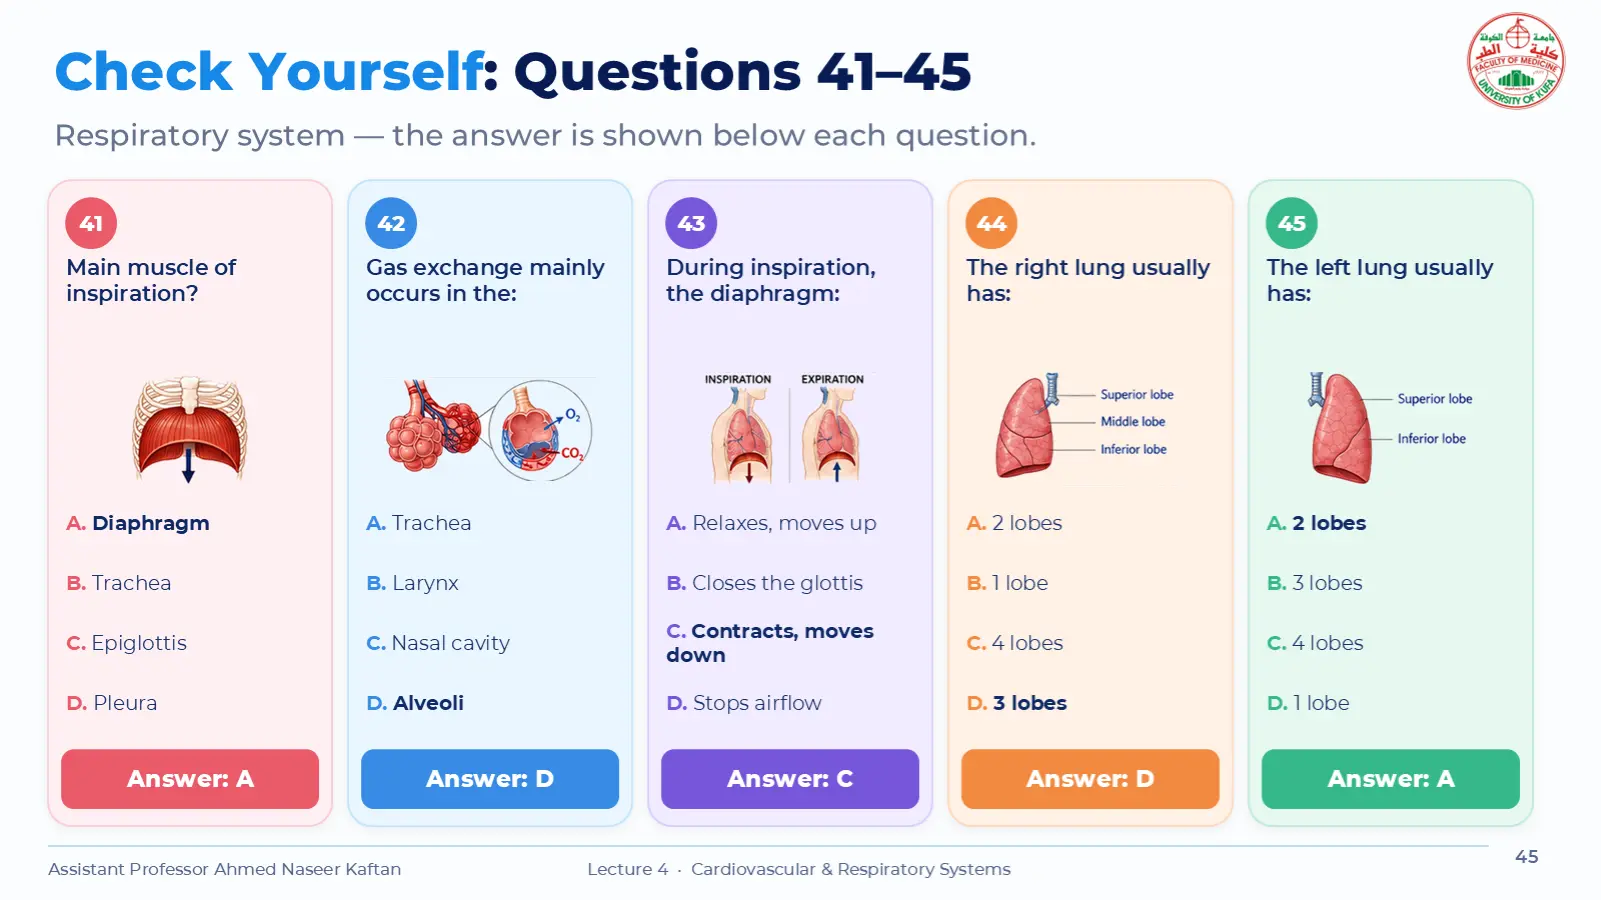 Check Yourself: Questions 41–45
Respiratory system — the answer is shown below each question.
جامعة الكوفة
كلية الطب
FACULTY OF MEDICINE
UNIVERSITY OF KUFA
41
Main muscle of
inspiration?
A. Diaphragm
B. Trachea
C. Epiglottis
D. Pleura
Answer: A
42
Gas exchange mainly
occurs in the:
O2
CO2
A. Trachea
B. Larynx
C. Nasal cavity
D. Alveoli
Answer: D
43
During inspiration,
the diaphragm:
INSPIRATION
EXPIRATION
A. Relaxes, moves up
B. Closes the glottis
C. Contracts, moves
down
D. Stops airflow
Answer: C
44
The right lung usually
has:
Superior lobe
Middle lobe
Inferior lobe
A. 2 lobes
B. 1 lobe
C. 4 lobes
D. 3 lobes
Answer: D
45
The left lung usually
has:
Superior lobe
Inferior lobe
A. 2 lobes
B. 3 lobes
C. 4 lobes
D. 1 lobe
Answer: A
Assistant Professor Ahmed Naseer Kaftan
Lecture 4 · Cardiovascular & Respiratory Systems
45